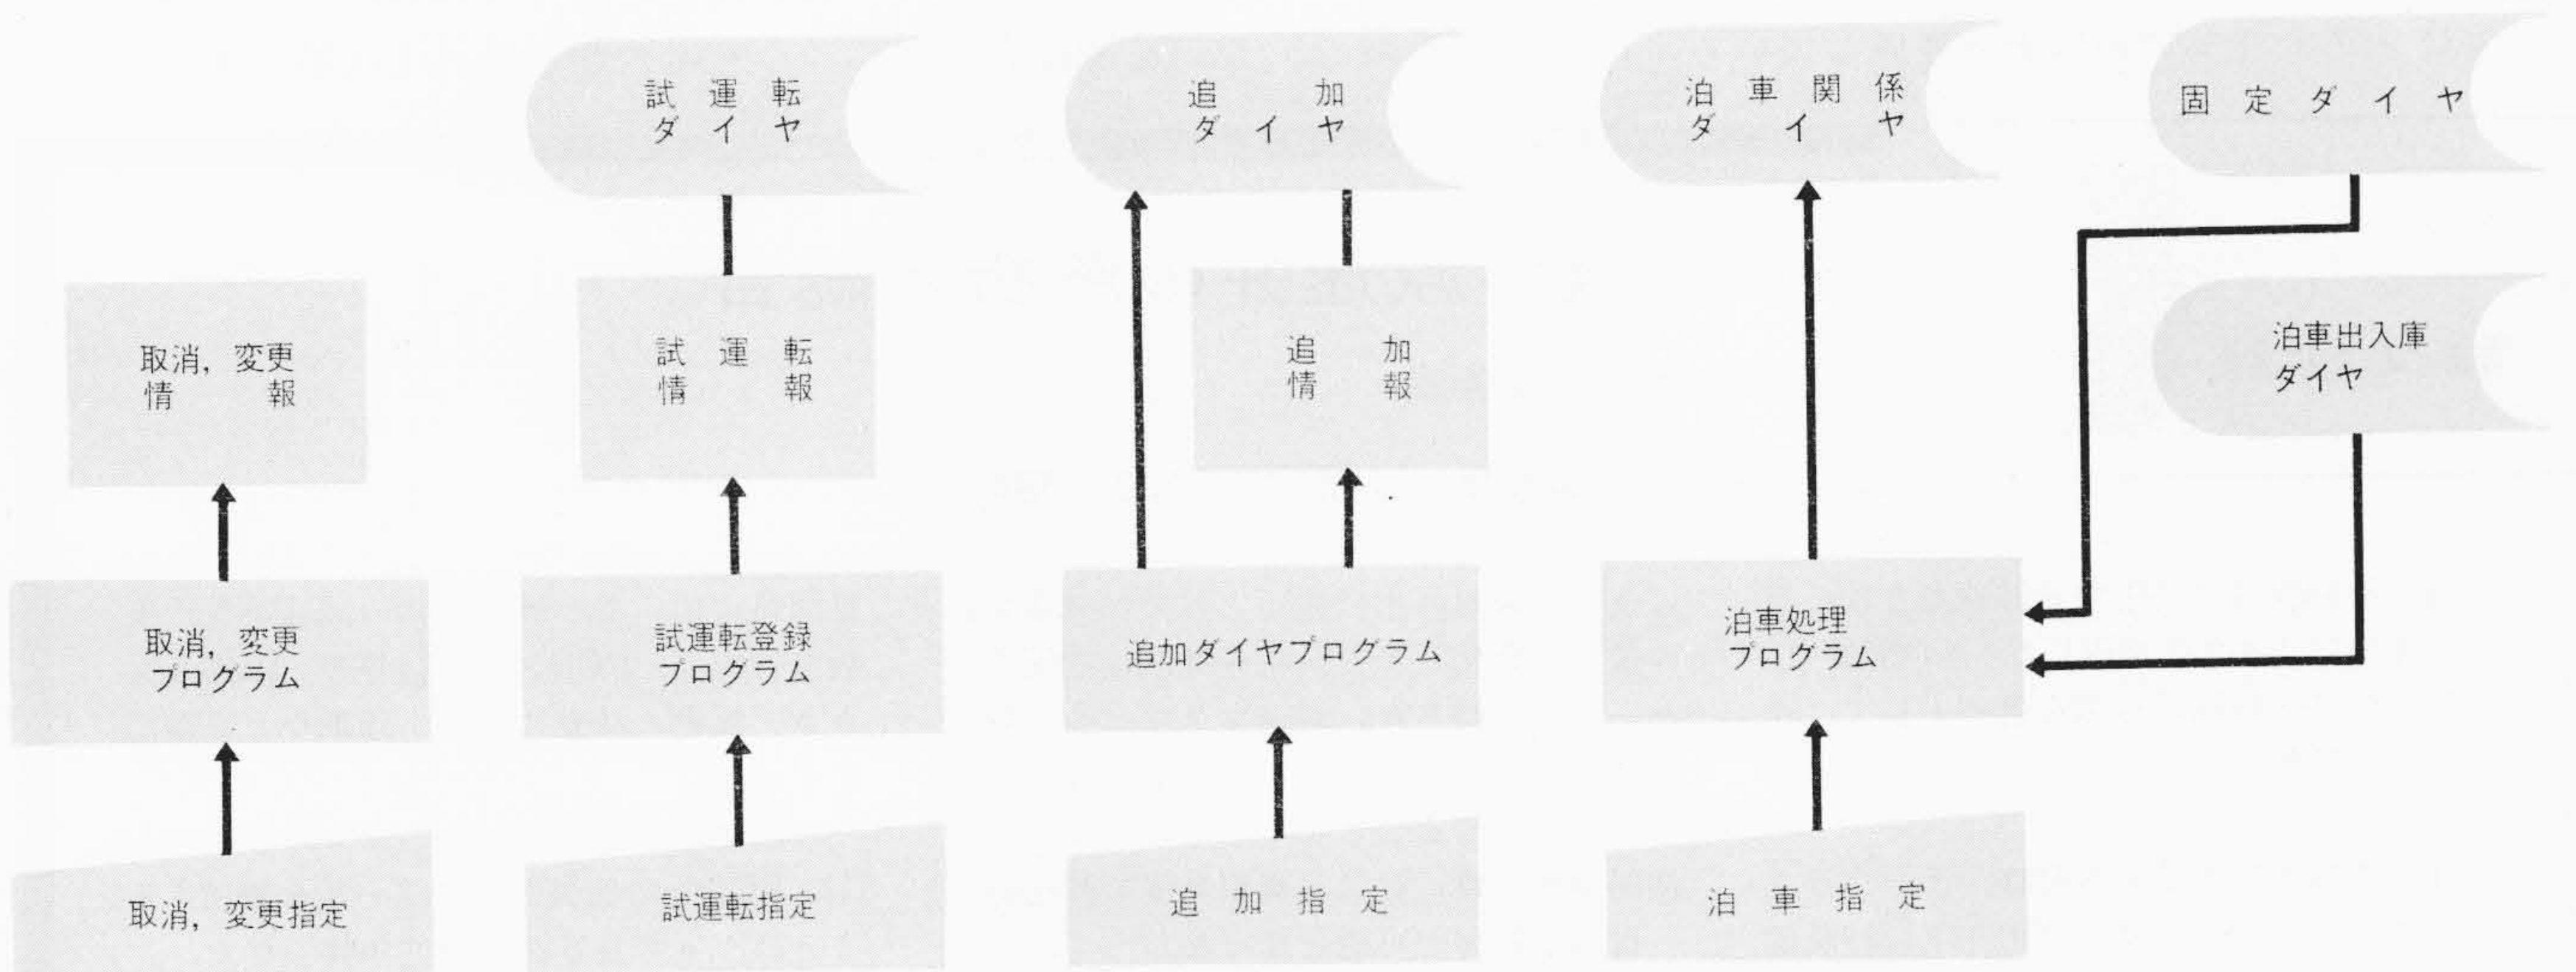 試運転
ダイヤ
追加
ダイヤ
泊車関係
ダイヤ
固定ダイヤ
取消，変更
情報
試運転
情報
追加
情報
泊車出入庫
ダイヤ
取消，変更
プログラム
試運転登録
プログラム
追加ダイヤプログラム
泊車処理
プログラム
取消，変更指定
試運転指定
追加指定
泊車指定